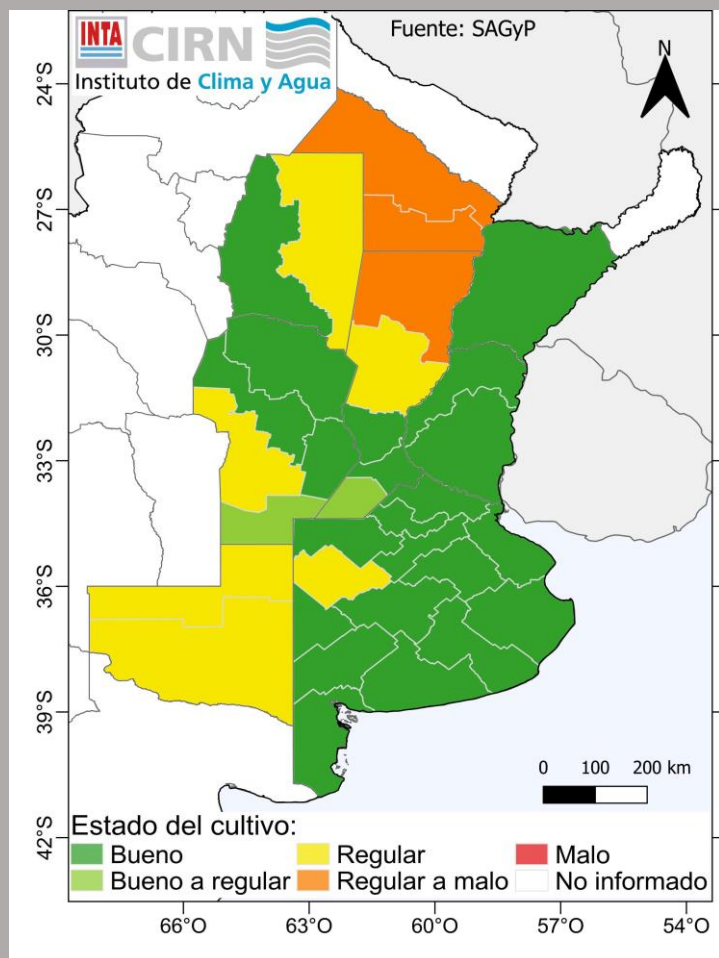 INTA CIRN
Fuente: SAGyP
Instituto de Clima y Agua
N
24°S
27°S
30°S
33°S
36°S
39°S
42°S
0 100 200 km
Estado del cultivo:
Bueno Regular Malo
Bueno a regular Regular a malo No informado
66°O 63°O 60°O 57°O 54°O